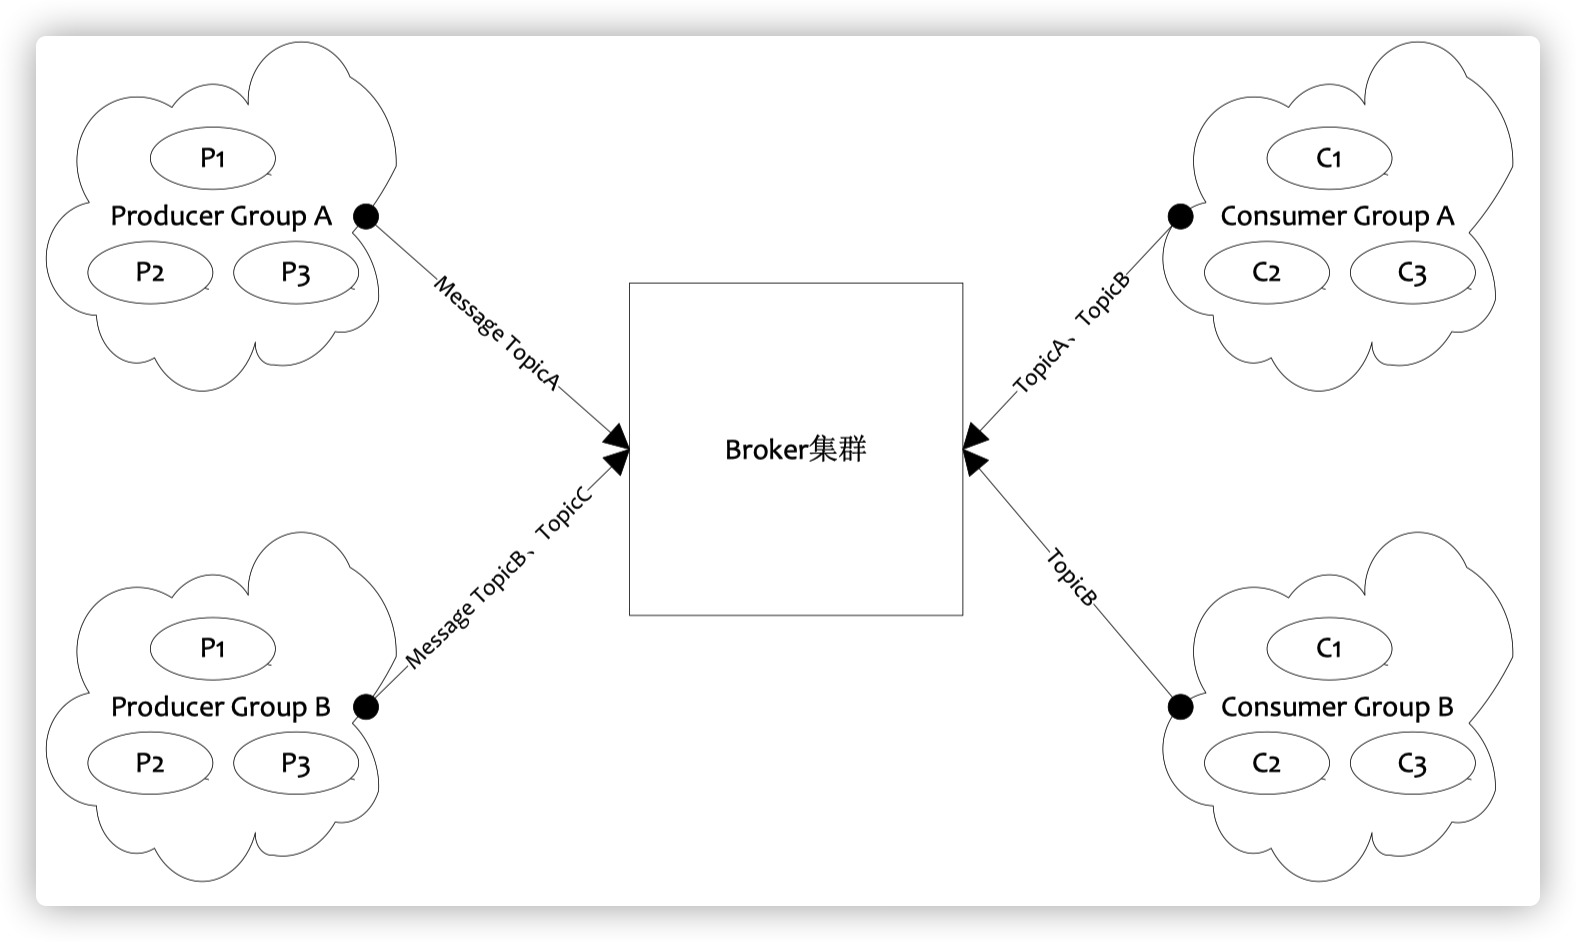 P1
Producer Group A
P2
P3
Message TopicA
C1
Consumer Group A
C2
C3
TopicA、TopicB
Broker集群
P1
Producer Group B
P2
P3
Message TopicB、TopicC
C1
Consumer Group B
C2
C3
TopicB